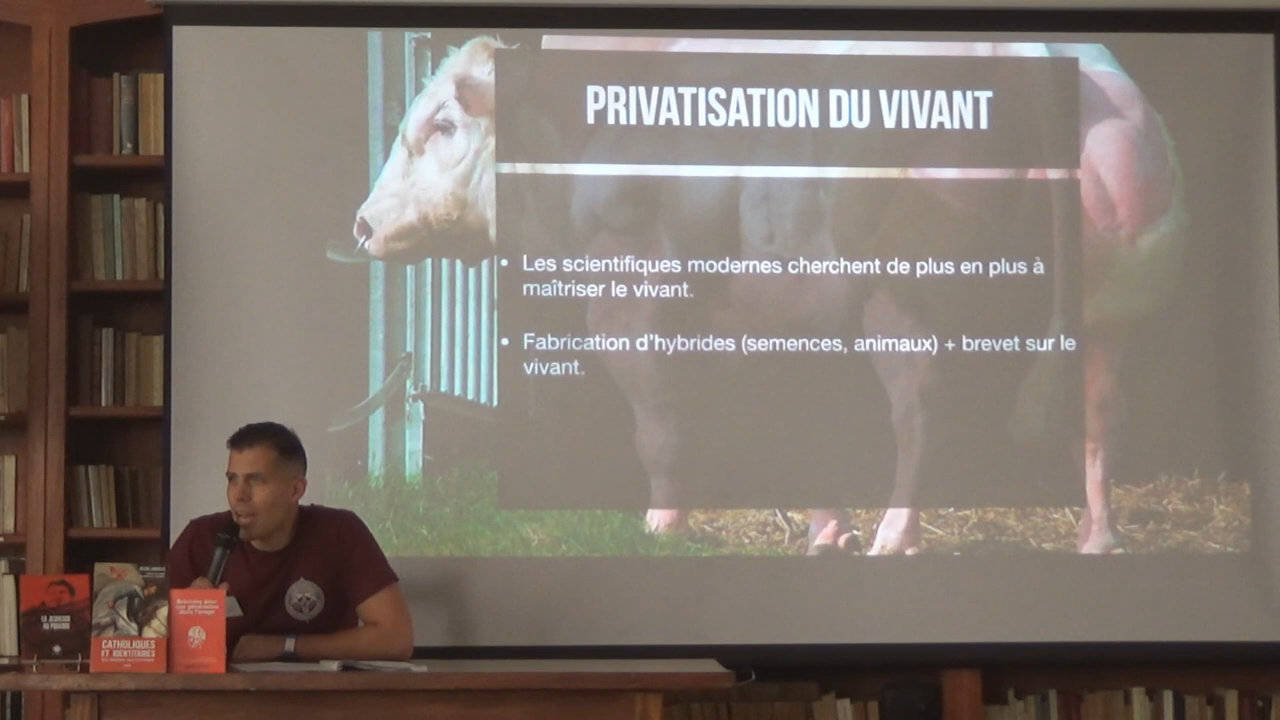 PRIVATISATION DU VIVANT
• Les scientifiques modernes cherchent de plus en plus à
maîtriser le vivant.
• Fabrication d'hybrides (semences, animaux) + brevet sur le
vivant.
LA JEUNESSE
AU POUVOIR
CATHOLIQUES
ET IDENTITAIRES